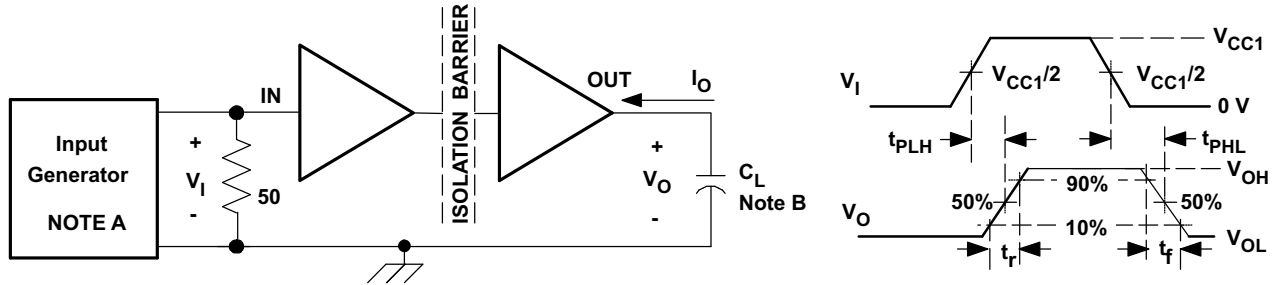 Input
Generator
NOTE A
+
V_I
-
50
IN
ISOLATION BARRIER
OUT
I_O
+
V_O
-
C_L
Note B
V_I
V_CC1/2
V_CC1/2
V_CC1
0 V
t_PLH
t_PHL
V_O
50%
90%
10%
50%
V_OH
V_OL
t_r
t_f